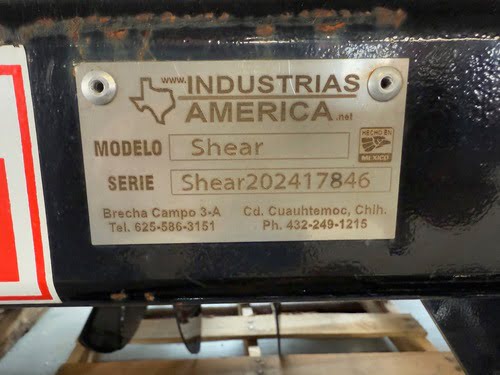 www.INDUSTRIAS
AMERICA.net
MODELO Shear
HECHO EN
MEXICO
SERIE Shear202417846
Brecha Campo 3-A Cd. Cuauhtemoc, Chih.
Tel. 625-586-3151 Ph. 432-249-1215